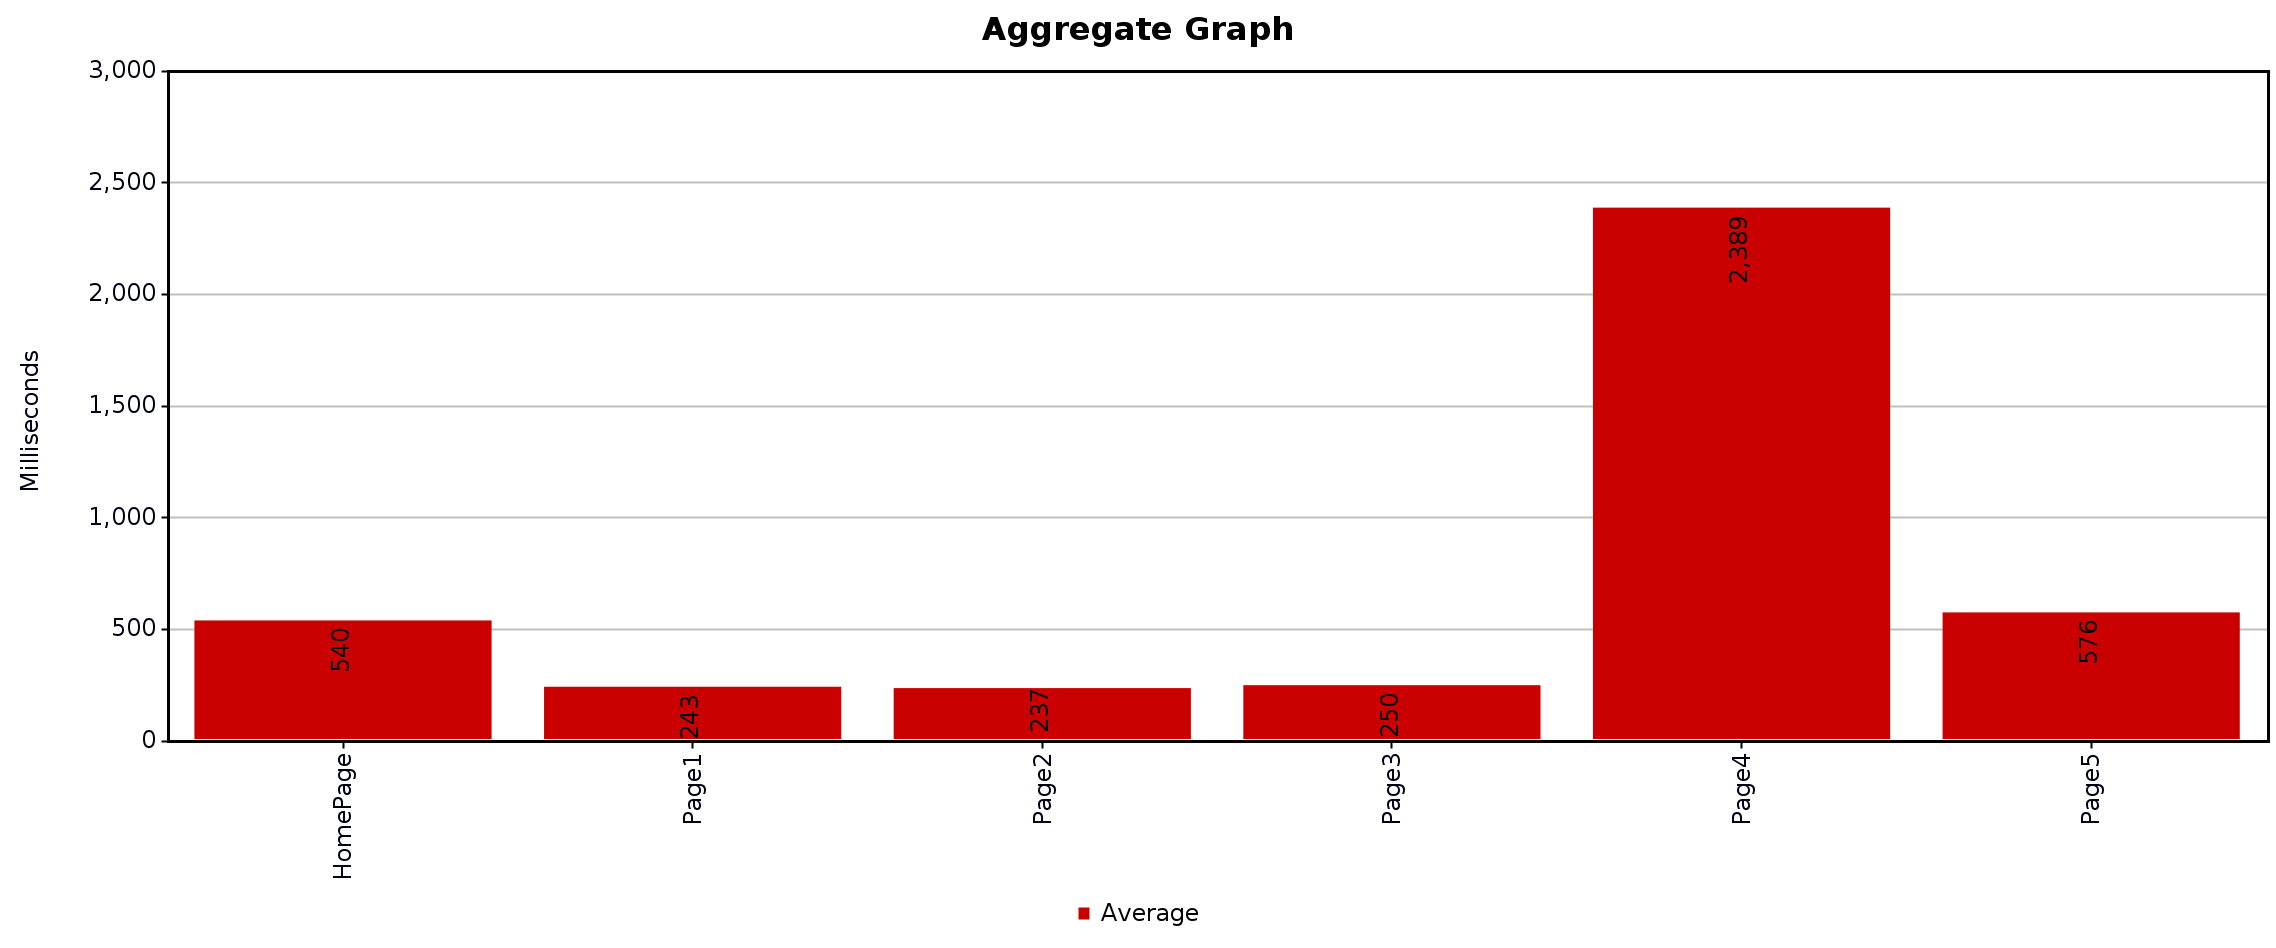 Aggregate Graph
3,000
2,500
2,000
1,500
1,000
500
0
Milliseconds
540
243
237
250
2,389
576
HomePage
Page1
Page2
Page3
Page4
Page5
Average